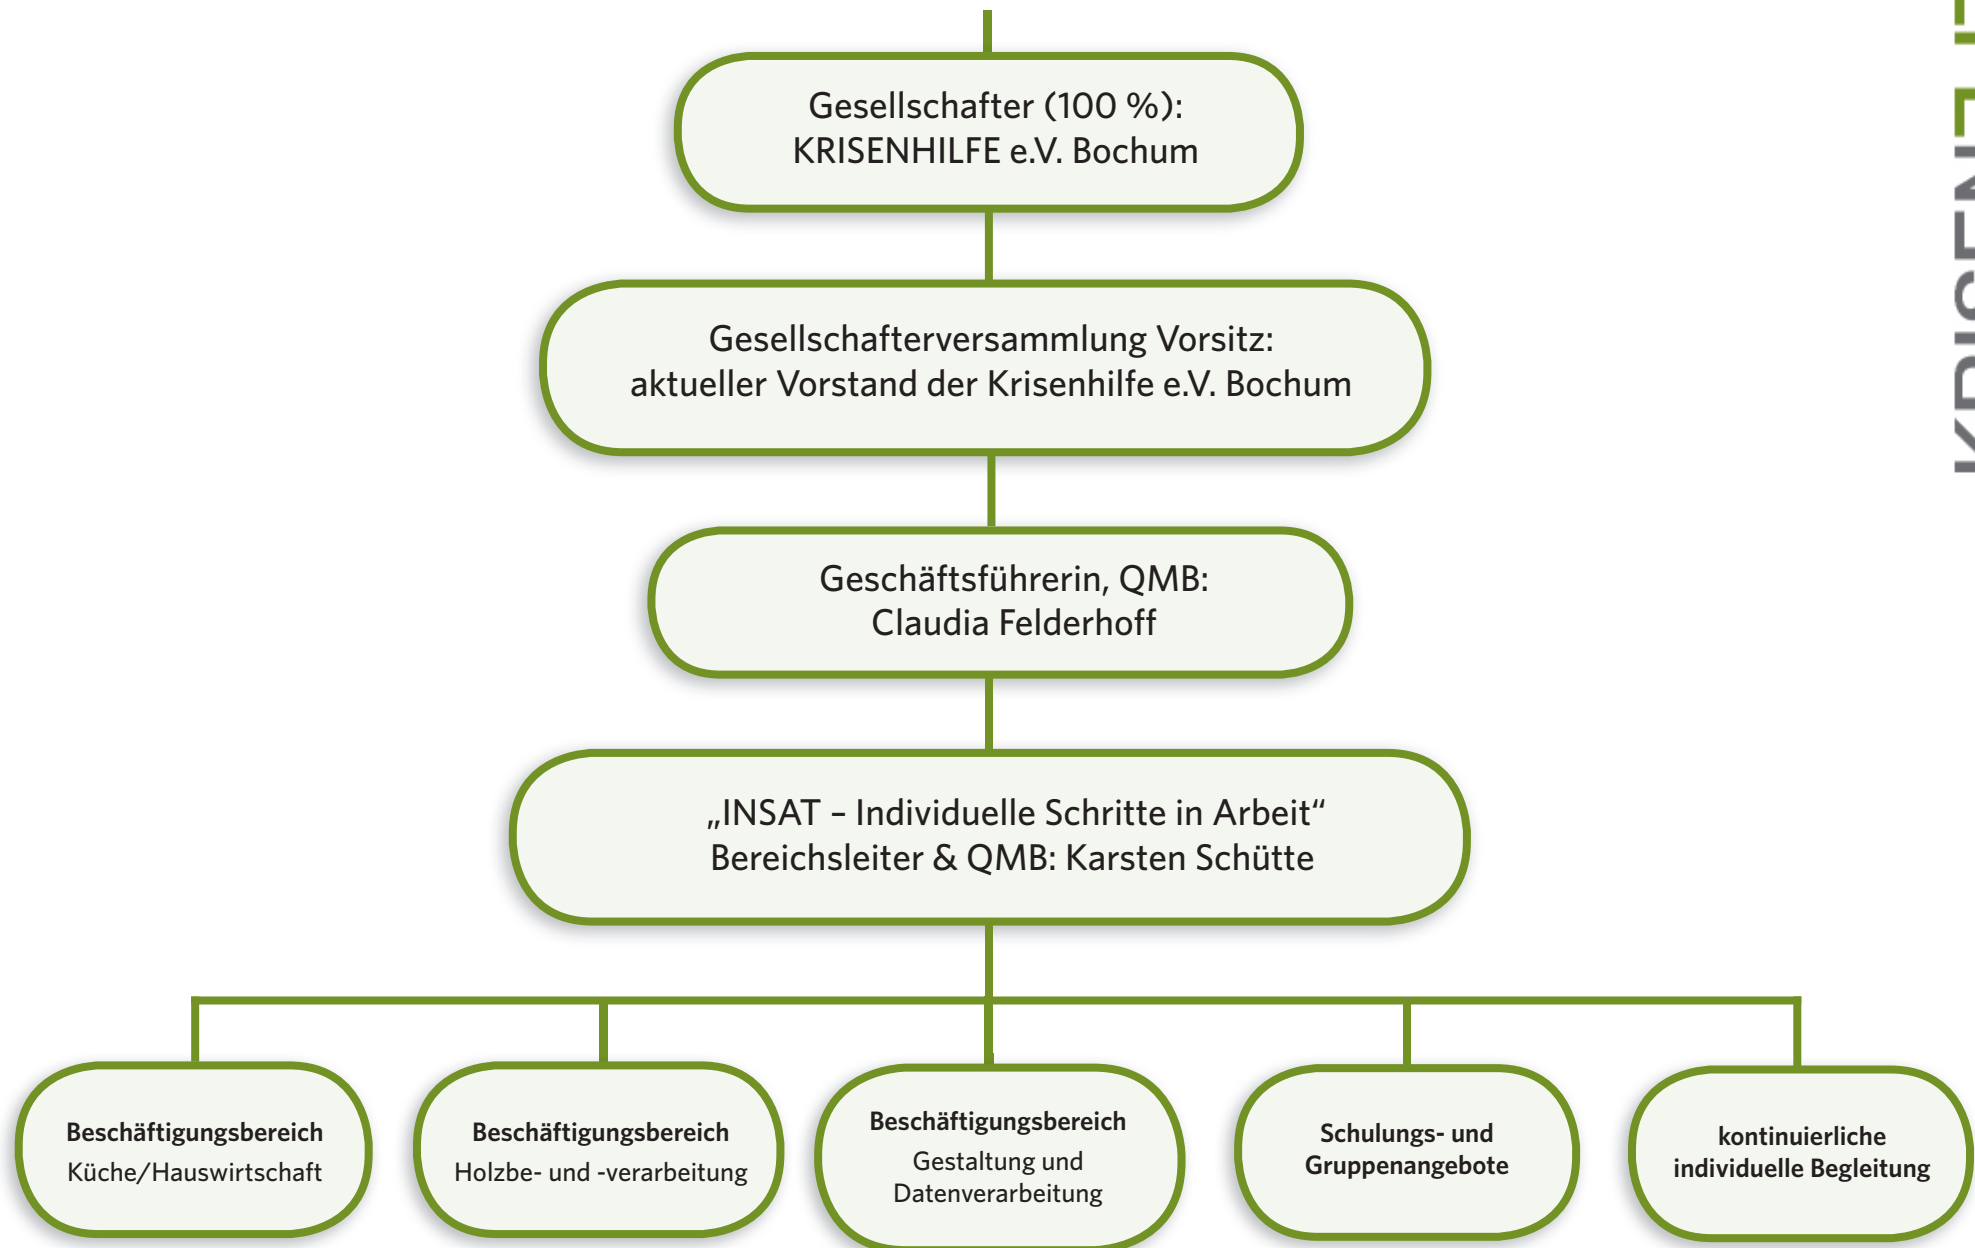 Gesellschafter (100 %):
KRISENHILFE e.V. Bochum
Gesellschafterversammlung Vorsitz:
aktueller Vorstand der Krisenhilfe e.V. Bochum
Geschäftsführerin, QMB:
Claudia Felderhoff
„INSAT – Individuelle Schritte in Arbeit“
Bereichsleiter & QMB: Karsten Schütte
Beschäftigungsbereich
Küche/Hauswirtschaft
Beschäftigungsbereich
Holzbe- und -verarbeitung
Beschäftigungsbereich
Gestaltung und
Datenverarbeitung
Schulungs- und
Gruppenangebote
kontinuierliche
individuelle Begleitung